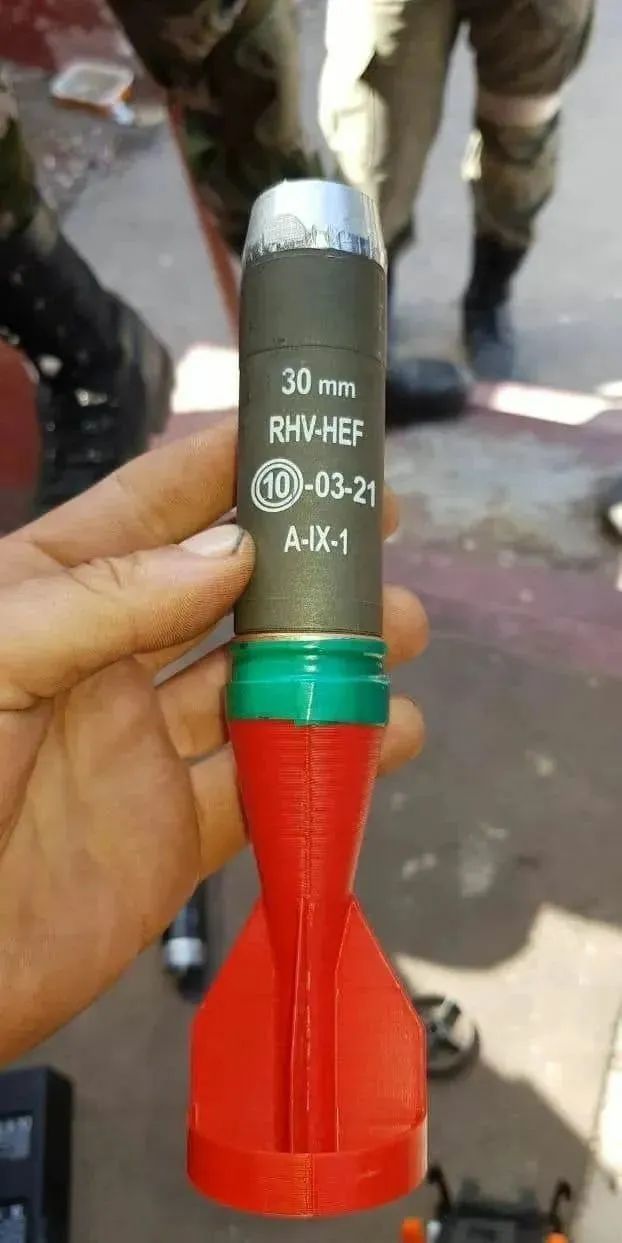 30 mm
RHV-HEF
10-03-21
A-IX-1